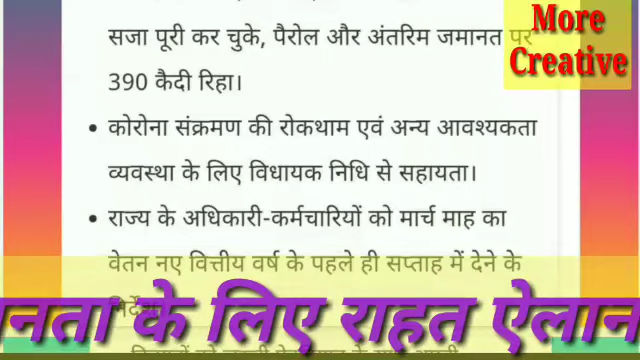 सजा पूरी कर चुके, पैरोल और अंतरिम जमानत पर
390 कैदी रिहा।
More
Creative
• कोरोना संक्रमण की रोकथाम एवं अन्य आवश्यकता
व्यवस्था के लिए विधायक निधि से सहायता।
• राज्य के अधिकारी-कर्मचारियों को मार्च माह का
वेतन नए वित्तीय वर्ष के पहले ही सप्ताह में देने के
के लिए राहत ऐलान